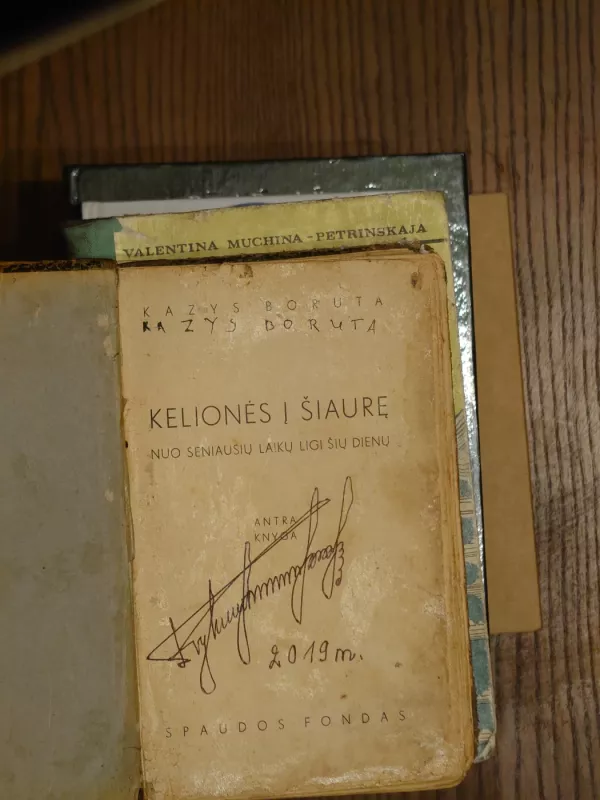 VALENTINA MUCHINA-PETRINSKAJA
KAZYS BORUTA
KAZYS BORUTA
KELIONĖS Į ŠIAURĘ
NUO SENIAUSIŲ LAIKŲ LIGI ŠIŲ DIENŲ
ANTRA
KNYGA
2019 m.
SPAUDOS FONDAS